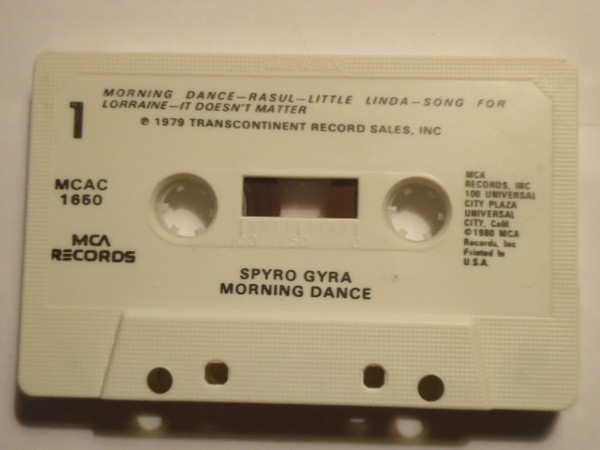 MORNING DANCE—RASUL—LITTLE LINDA—SONG FOR
LORRAINE—IT DOESN'T MATTER
℗ 1979 TRANSCONTINENT RECORD SALES, INC
1
MCAC
1650
MCA RECORDS
MCA
RECORDS, INC
100 UNIVERSAL
CITY PLAZA
UNIVERSAL
CITY, Calif.
©1980 MCA
Records, Inc
Printed In
U.S.A.
50 0
SPYRO GYRA
MORNING DANCE